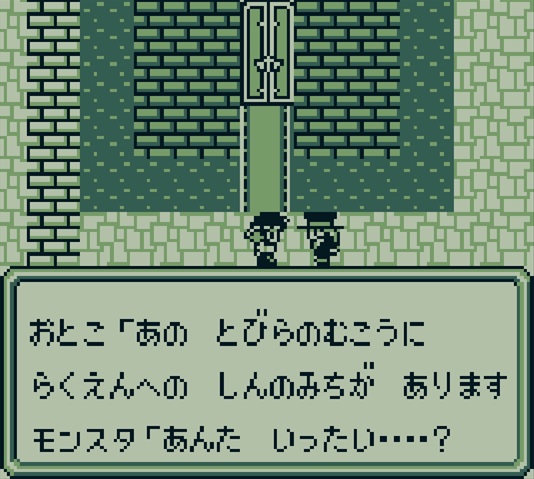 おとこ「あの　とびらのむこうに
らくえんへの　しんのみちが　あります
モンスタ「あんた　いったい‥‥?